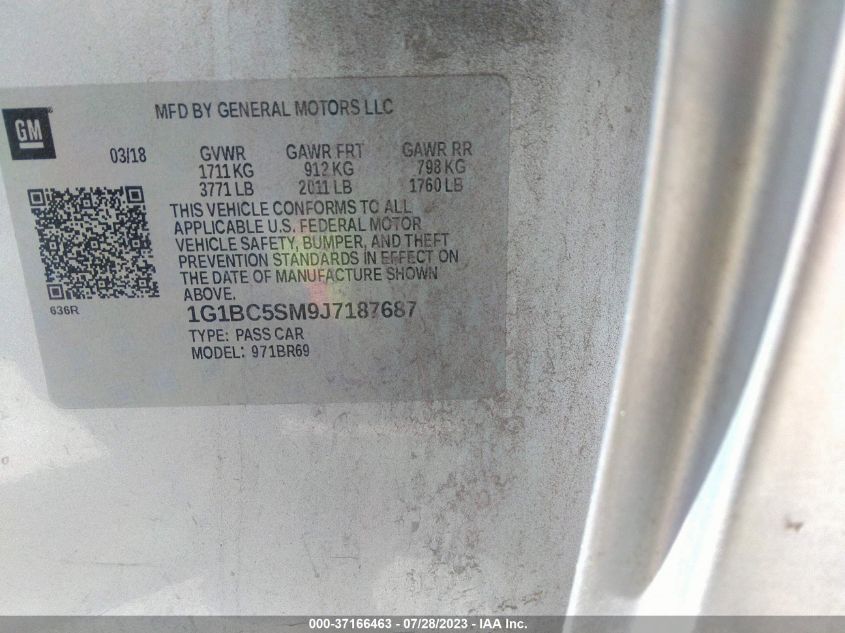 MFD BY GENERAL MOTORS LLC
GM
03/18 GVWR GAWR FRT GAWR RR
1711 KG 912 KG 798 KG
3771 LB 2011 LB 1760 LB
THIS VEHICLE CONFORMS TO ALL
APPLICABLE U.S. FEDERAL MOTOR
VEHICLE SAFETY, BUMPER, AND THEFT
PREVENTION STANDARDS IN EFFECT ON
THE DATE OF MANUFACTURE SHOWN
ABOVE.
636R
1G1BC5SM9J7187687
TYPE: PASS CAR
MODEL: 971BR69
000-37166463 - 07/28/2023 - IAA Inc.